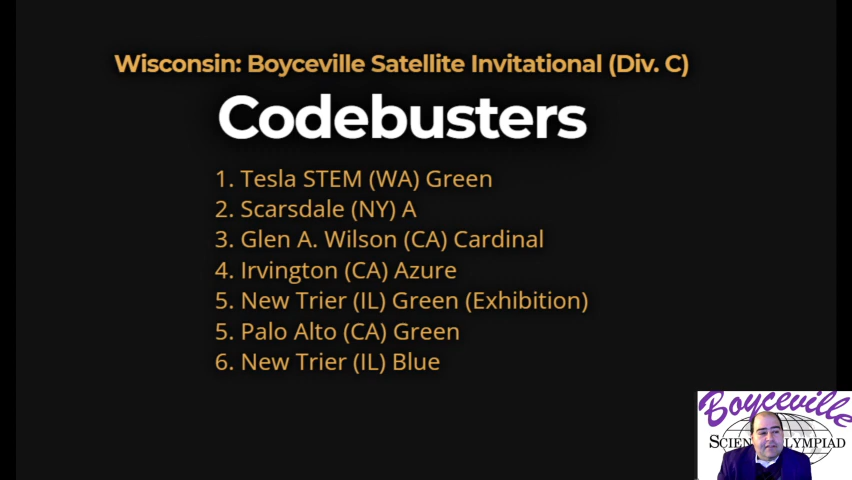 Wisconsin: Boyceville Satellite Invitational (Div. C)
Codebusters
1. Tesla STEM (WA) Green
2. Scarsdale (NY) A
3. Glen A. Wilson (CA) Cardinal
4. Irvington (CA) Azure
5. New Trier (IL) Green (Exhibition)
5. Palo Alto (CA) Green
6. New Trier (IL) Blue
Boyceville